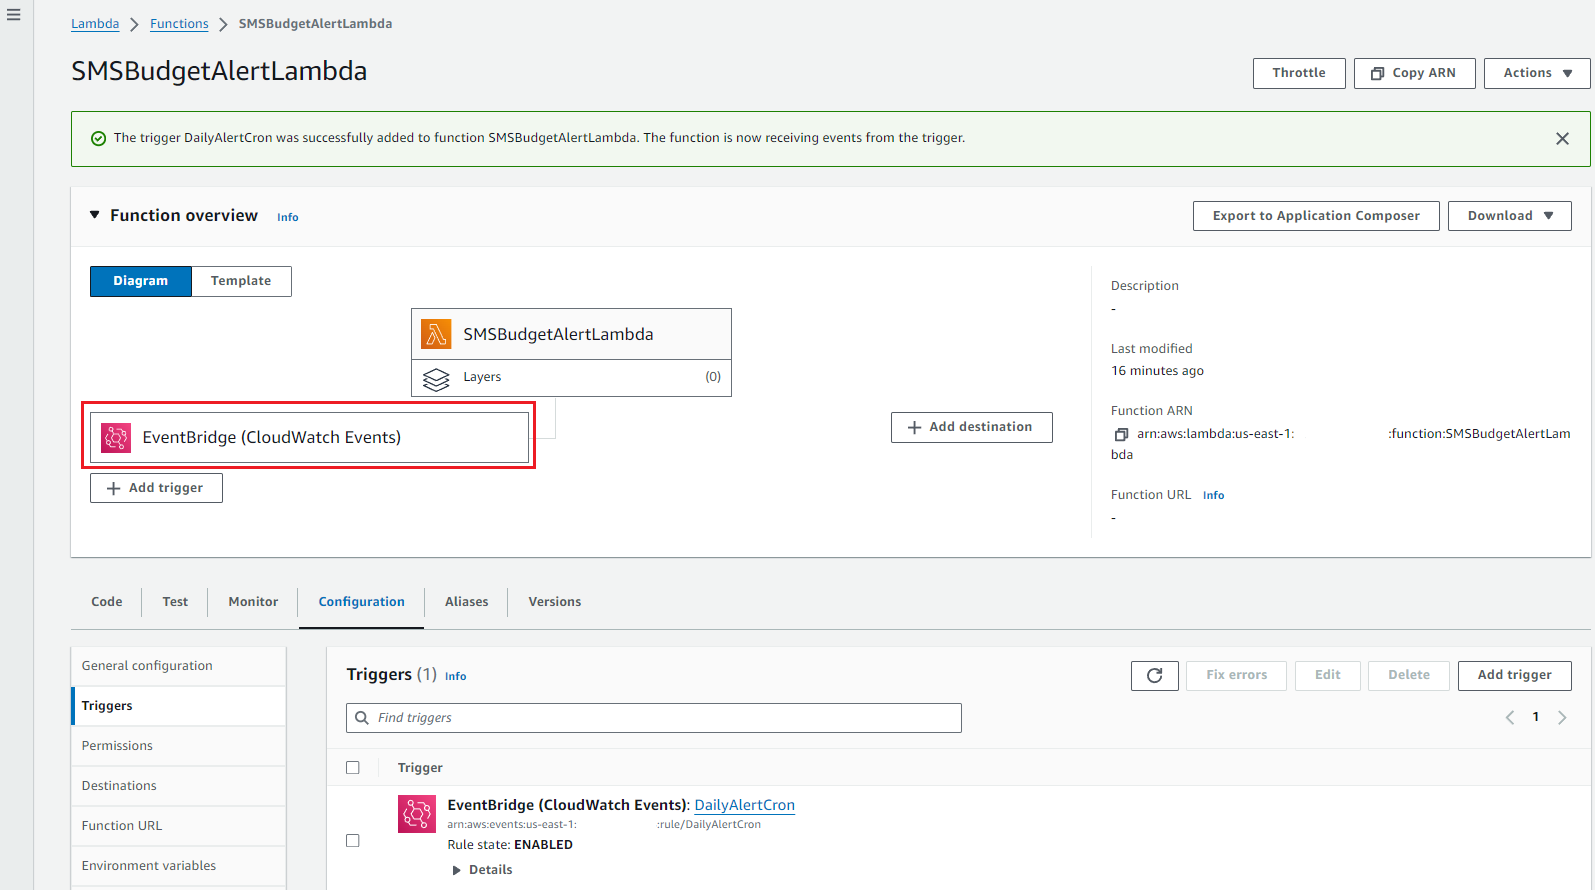 Lambda > Functions > SMSBudgetAlertLambda
SMSBudgetAlertLambda
Throttle Copy ARN Actions
The trigger DailyAlertCron was successfully added to function SMSBudgetAlertLambda. The function is now receiving events from the trigger.
Function overview Info
Export to Application Composer Download
Diagram Template
SMSBudgetAlertLambda
Layers (0)
EventBridge (CloudWatch Events)
+ Add trigger
+ Add destination
Description
-
Last modified
16 minutes ago
Function ARN
arn:aws:lambda:us-east-1: :function:SMSBudgetAlertLam
bda
Function URL Info
-
Code Test Monitor Configuration Aliases Versions
General configuration
Triggers
Permissions
Destinations
Function URL
Environment variables
Triggers (1) Info
Fix errors Edit Delete Add trigger
Find triggers
< 1 >
Trigger
EventBridge (CloudWatch Events): DailyAlertCron
arn:aws:events:us-east-1: :rule/DailyAlertCron
Rule state: ENABLED
Details